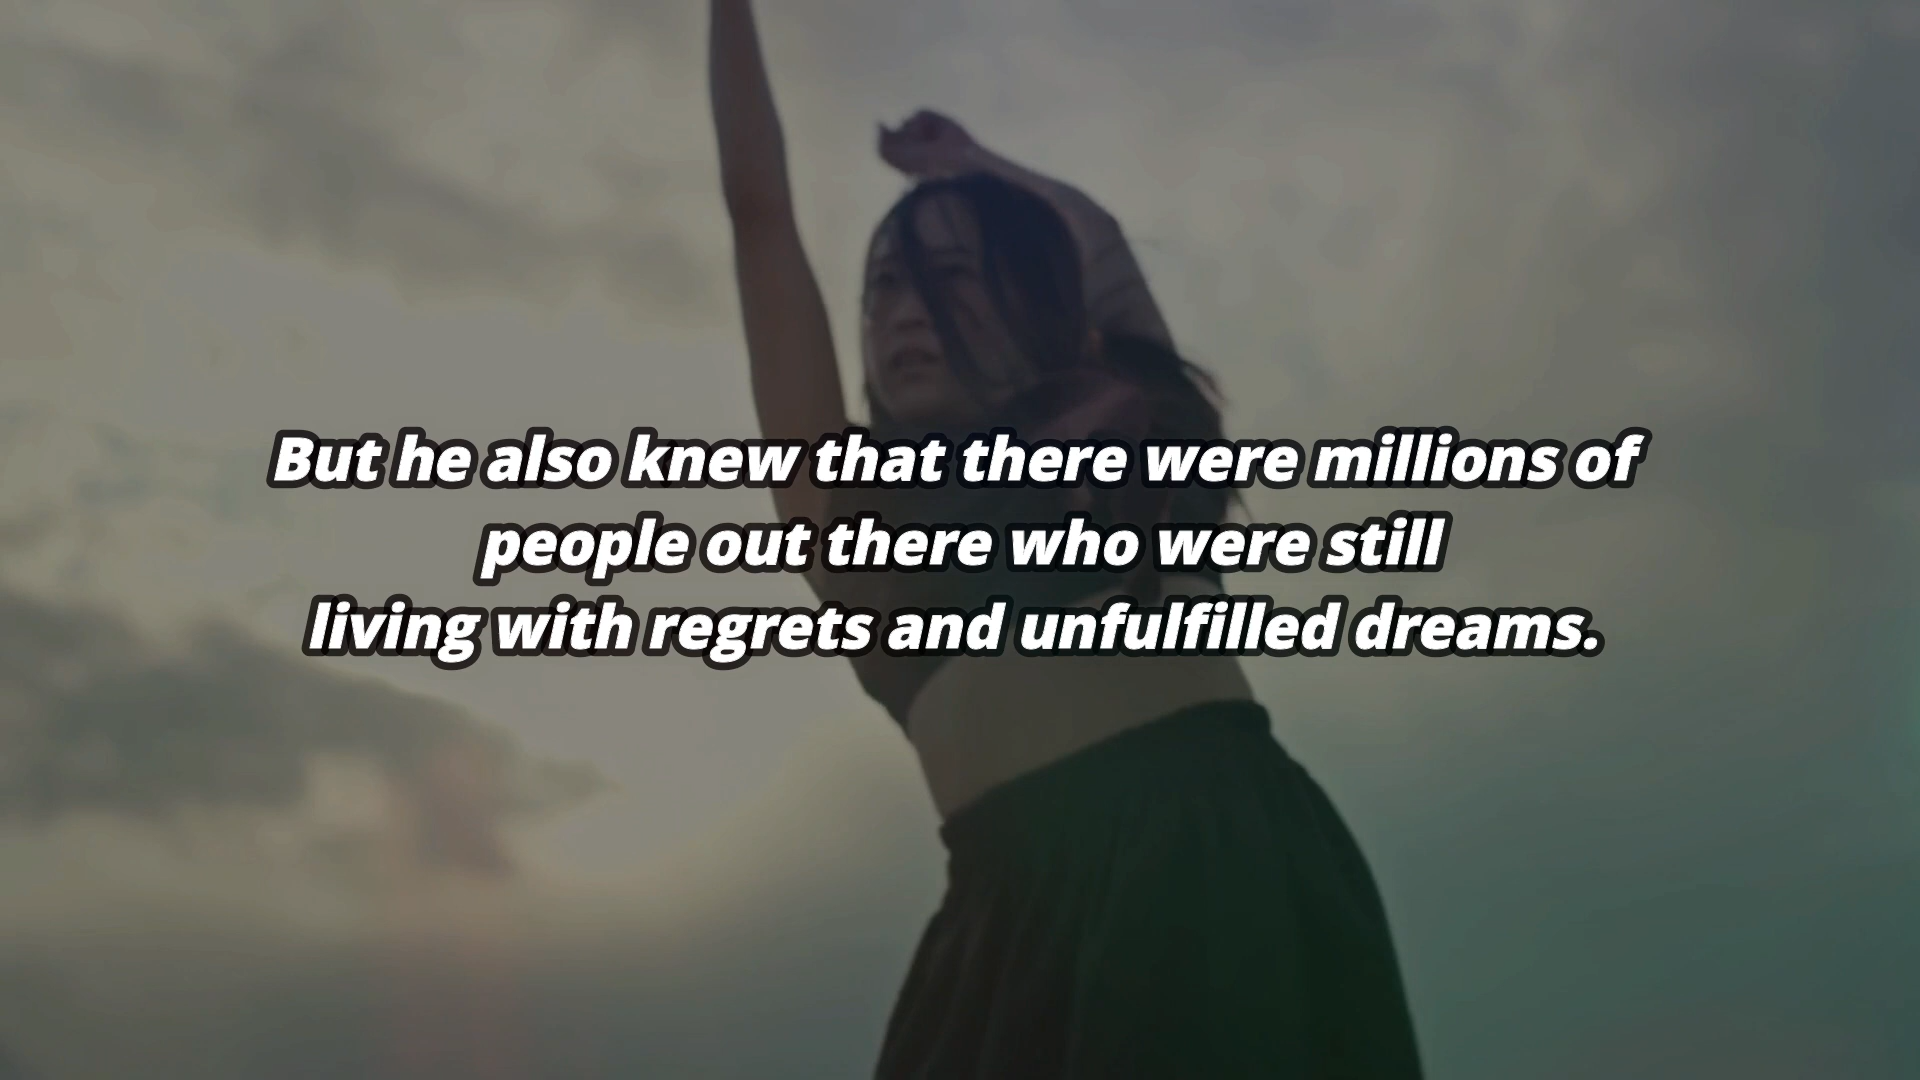 But he also knew that there were millions of
people out there who were still
living with regrets and unfulfilled dreams.